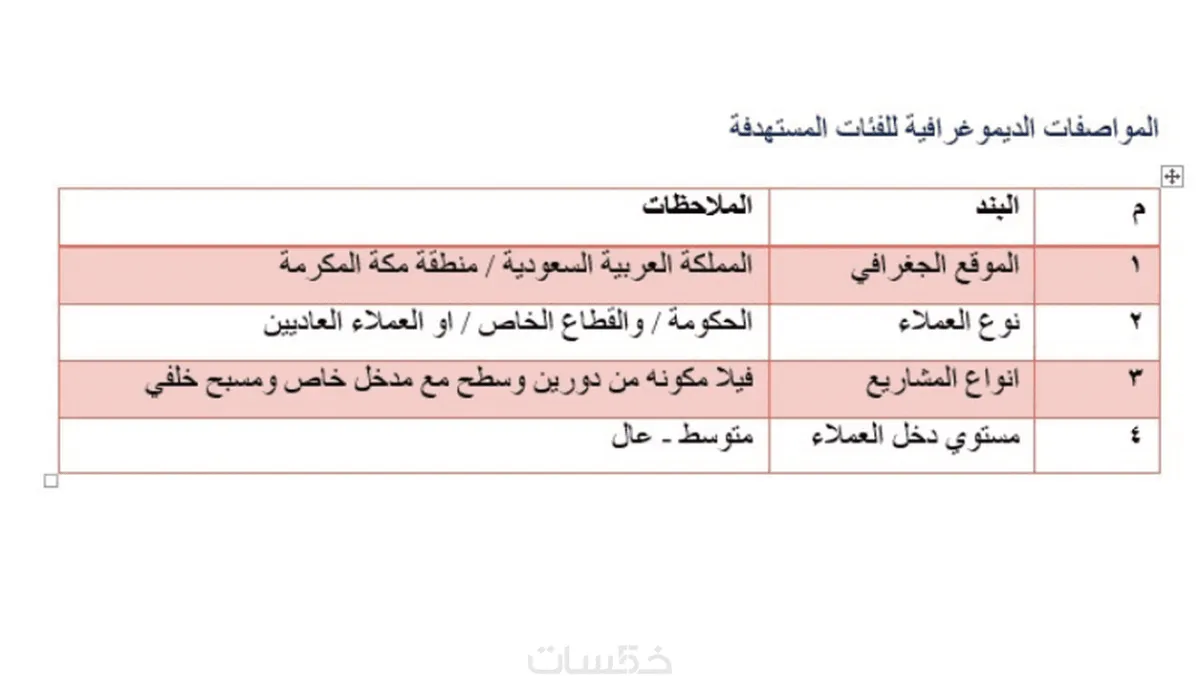 المواصفات الديموغرافية للفئات المستهدفة
م البند الملاحظات
١ الموقع الجغرافي المملكة العربية السعودية / منطقة مكة المكرمة
٢ نوع العملاء الحكومة / والقطاع الخاص / او العملاء العاديين
٣ انواع المشاريع فيلا مكونه من دورين وسطح مع مدخل خاص ومسبح خلفي
٤ مستوي دخل العملاء متوسط - عال
خمسات